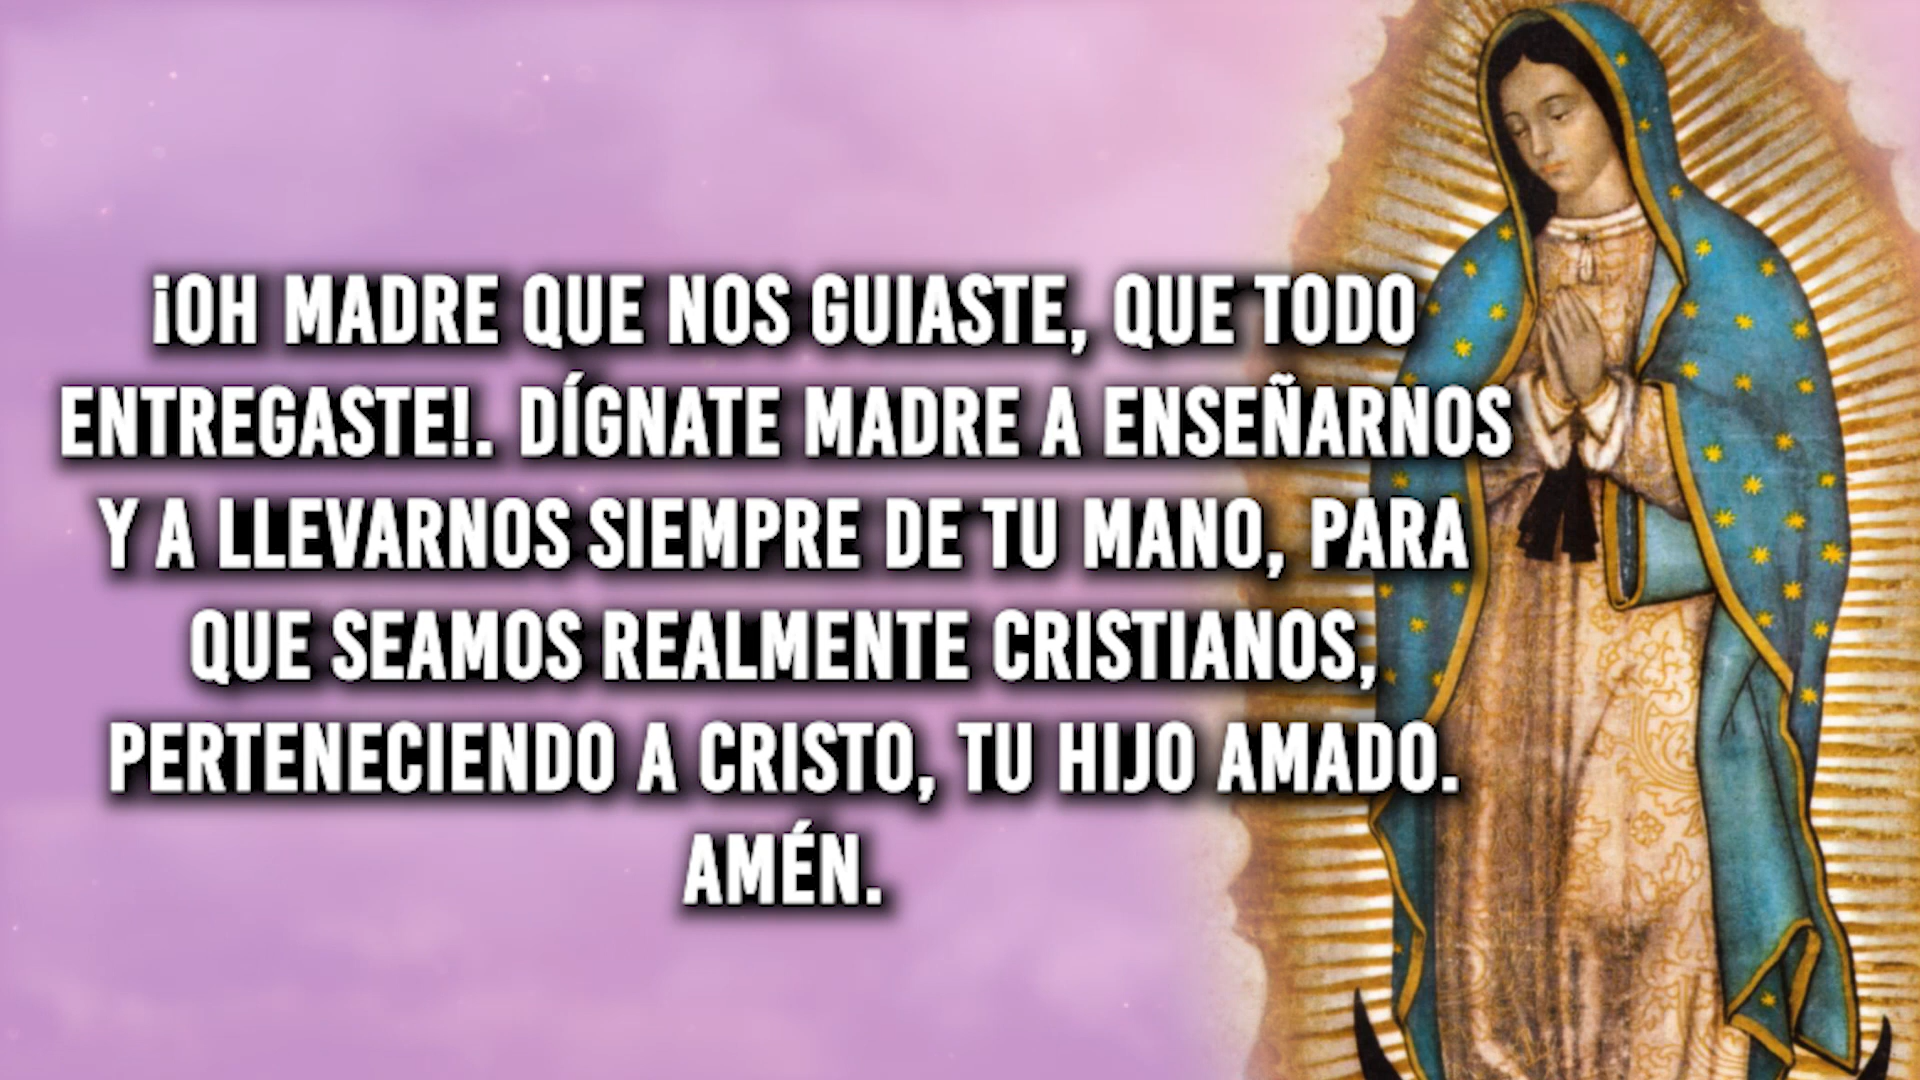 ¡OH MADRE QUE NOS GUIASTE, QUE TODO
ENTREGASTE!. DÍGNATE MADRE A ENSEÑARNOS
Y A LLEVARNOS SIEMPRE DE TU MANO, PARA
QUE SEAMOS REALMENTE CRISTIANOS,
PERTENECIENDO A CRISTO, TU HIJO AMADO.
AMÉN.